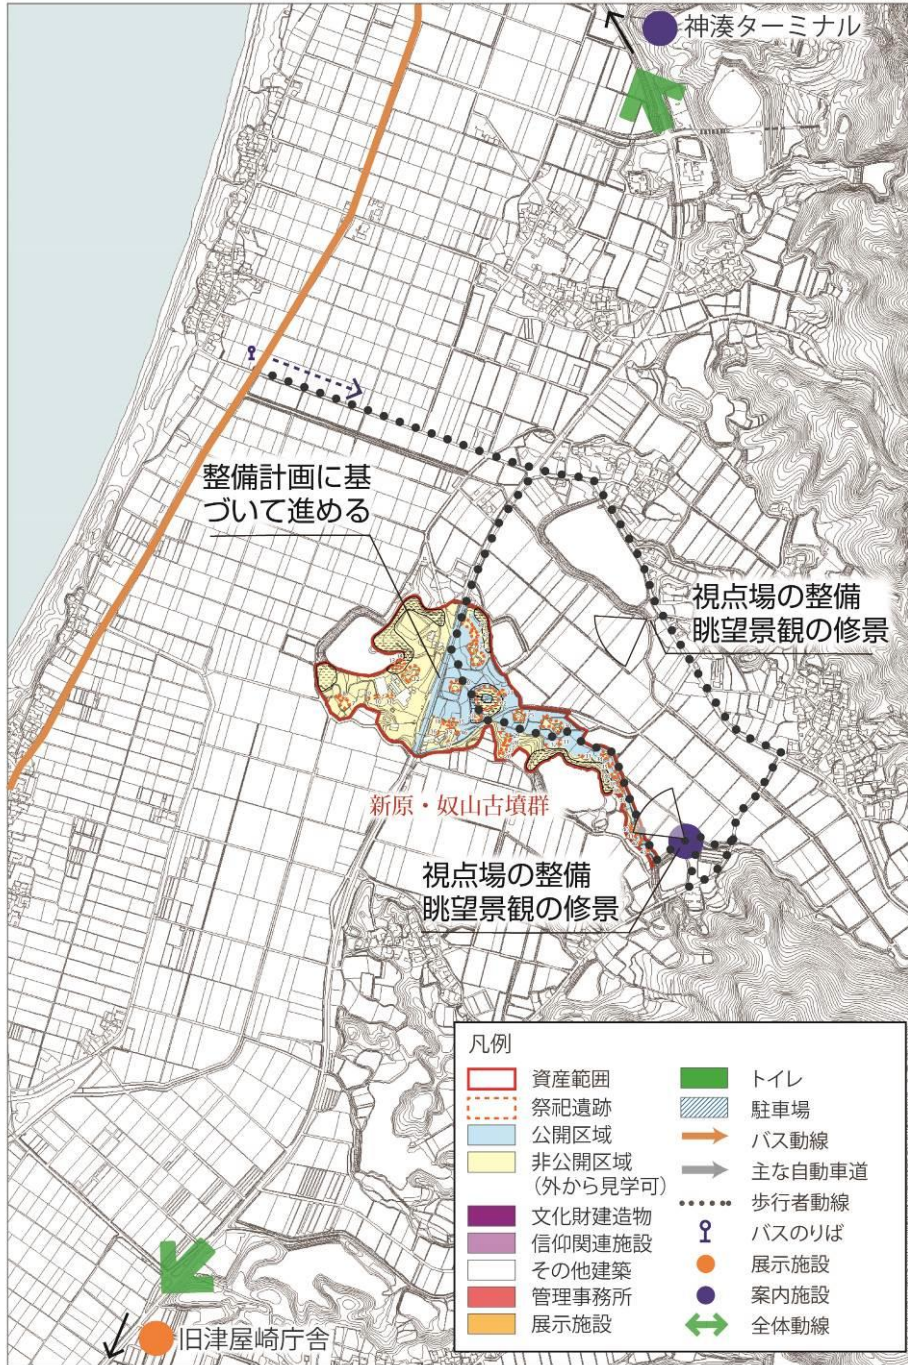 神湊ターミナル
整備計画に基
づいて進める
視点場の整備
眺望景観の修景
新原・奴山古墳群
視点場の整備
眺望景観の修景
旧津屋崎庁舎
凡例
資産範囲
祭祀遺跡
公開区域
非公開区域
(外から見学可)
文化財建造物
信仰関連施設
その他建築
管理事務所
展示施設
トイレ
駐車場
バス動線
主な自動車道
歩行者動線
バスのりば
展示施設
案内施設
全体動線